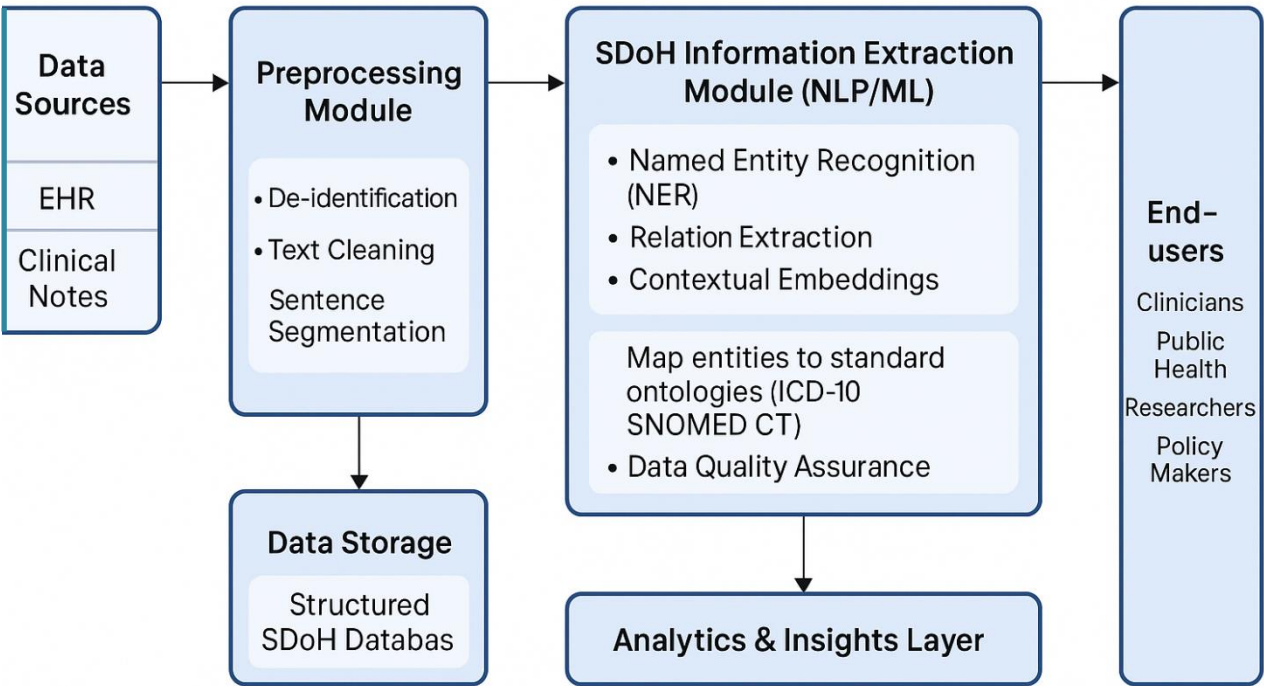 Data
Sources
EHR
Clinical
Notes
Preprocessing
Module
• De-identification
• Text Cleaning
Sentence
Segmentation
Data Storage
Structured
SDoH Databas
SDoH Information Extraction
Module (NLP/ML)
• Named Entity Recognition
(NER)
• Relation Extraction
• Contextual Embeddings
Map entities to standard
ontologies (ICD-10
SNOMED CT)
• Data Quality Assurance
Analytics & Insights Layer
End-
users
Clinicians
Public
Health
Researchers
Policy
Makers